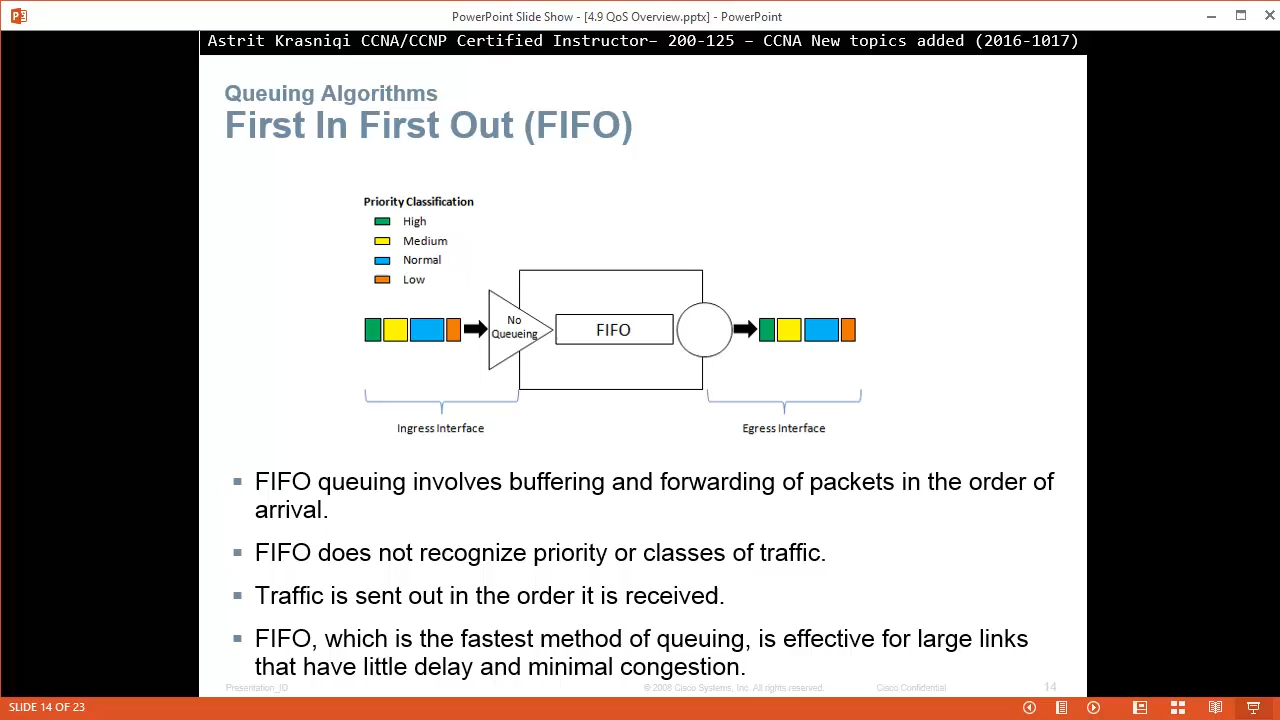 PowerPoint Slide Show - [4.9 QoS Overview.pptx] - PowerPoint
Astrit Krasniqi CCNA/CCNP Certified Instructor– 200-125 – CCNA New topics added (2016-1017)
Queuing Algorithms
First In First Out (FIFO)
Priority Classification
High
Medium
Normal
Low
No
Queueing
FIFO
Ingress Interface
Egress Interface
FIFO queuing involves buffering and forwarding of packets in the order of
arrival.
FIFO does not recognize priority or classes of traffic.
Traffic is sent out in the order it is received.
FIFO, which is the fastest method of queuing, is effective for large links
that have little delay and minimal congestion.
Presentation_ID
© 2008 Cisco Systems, Inc. All rights reserved.
Cisco Confidential
14
SLIDE 14 OF 23